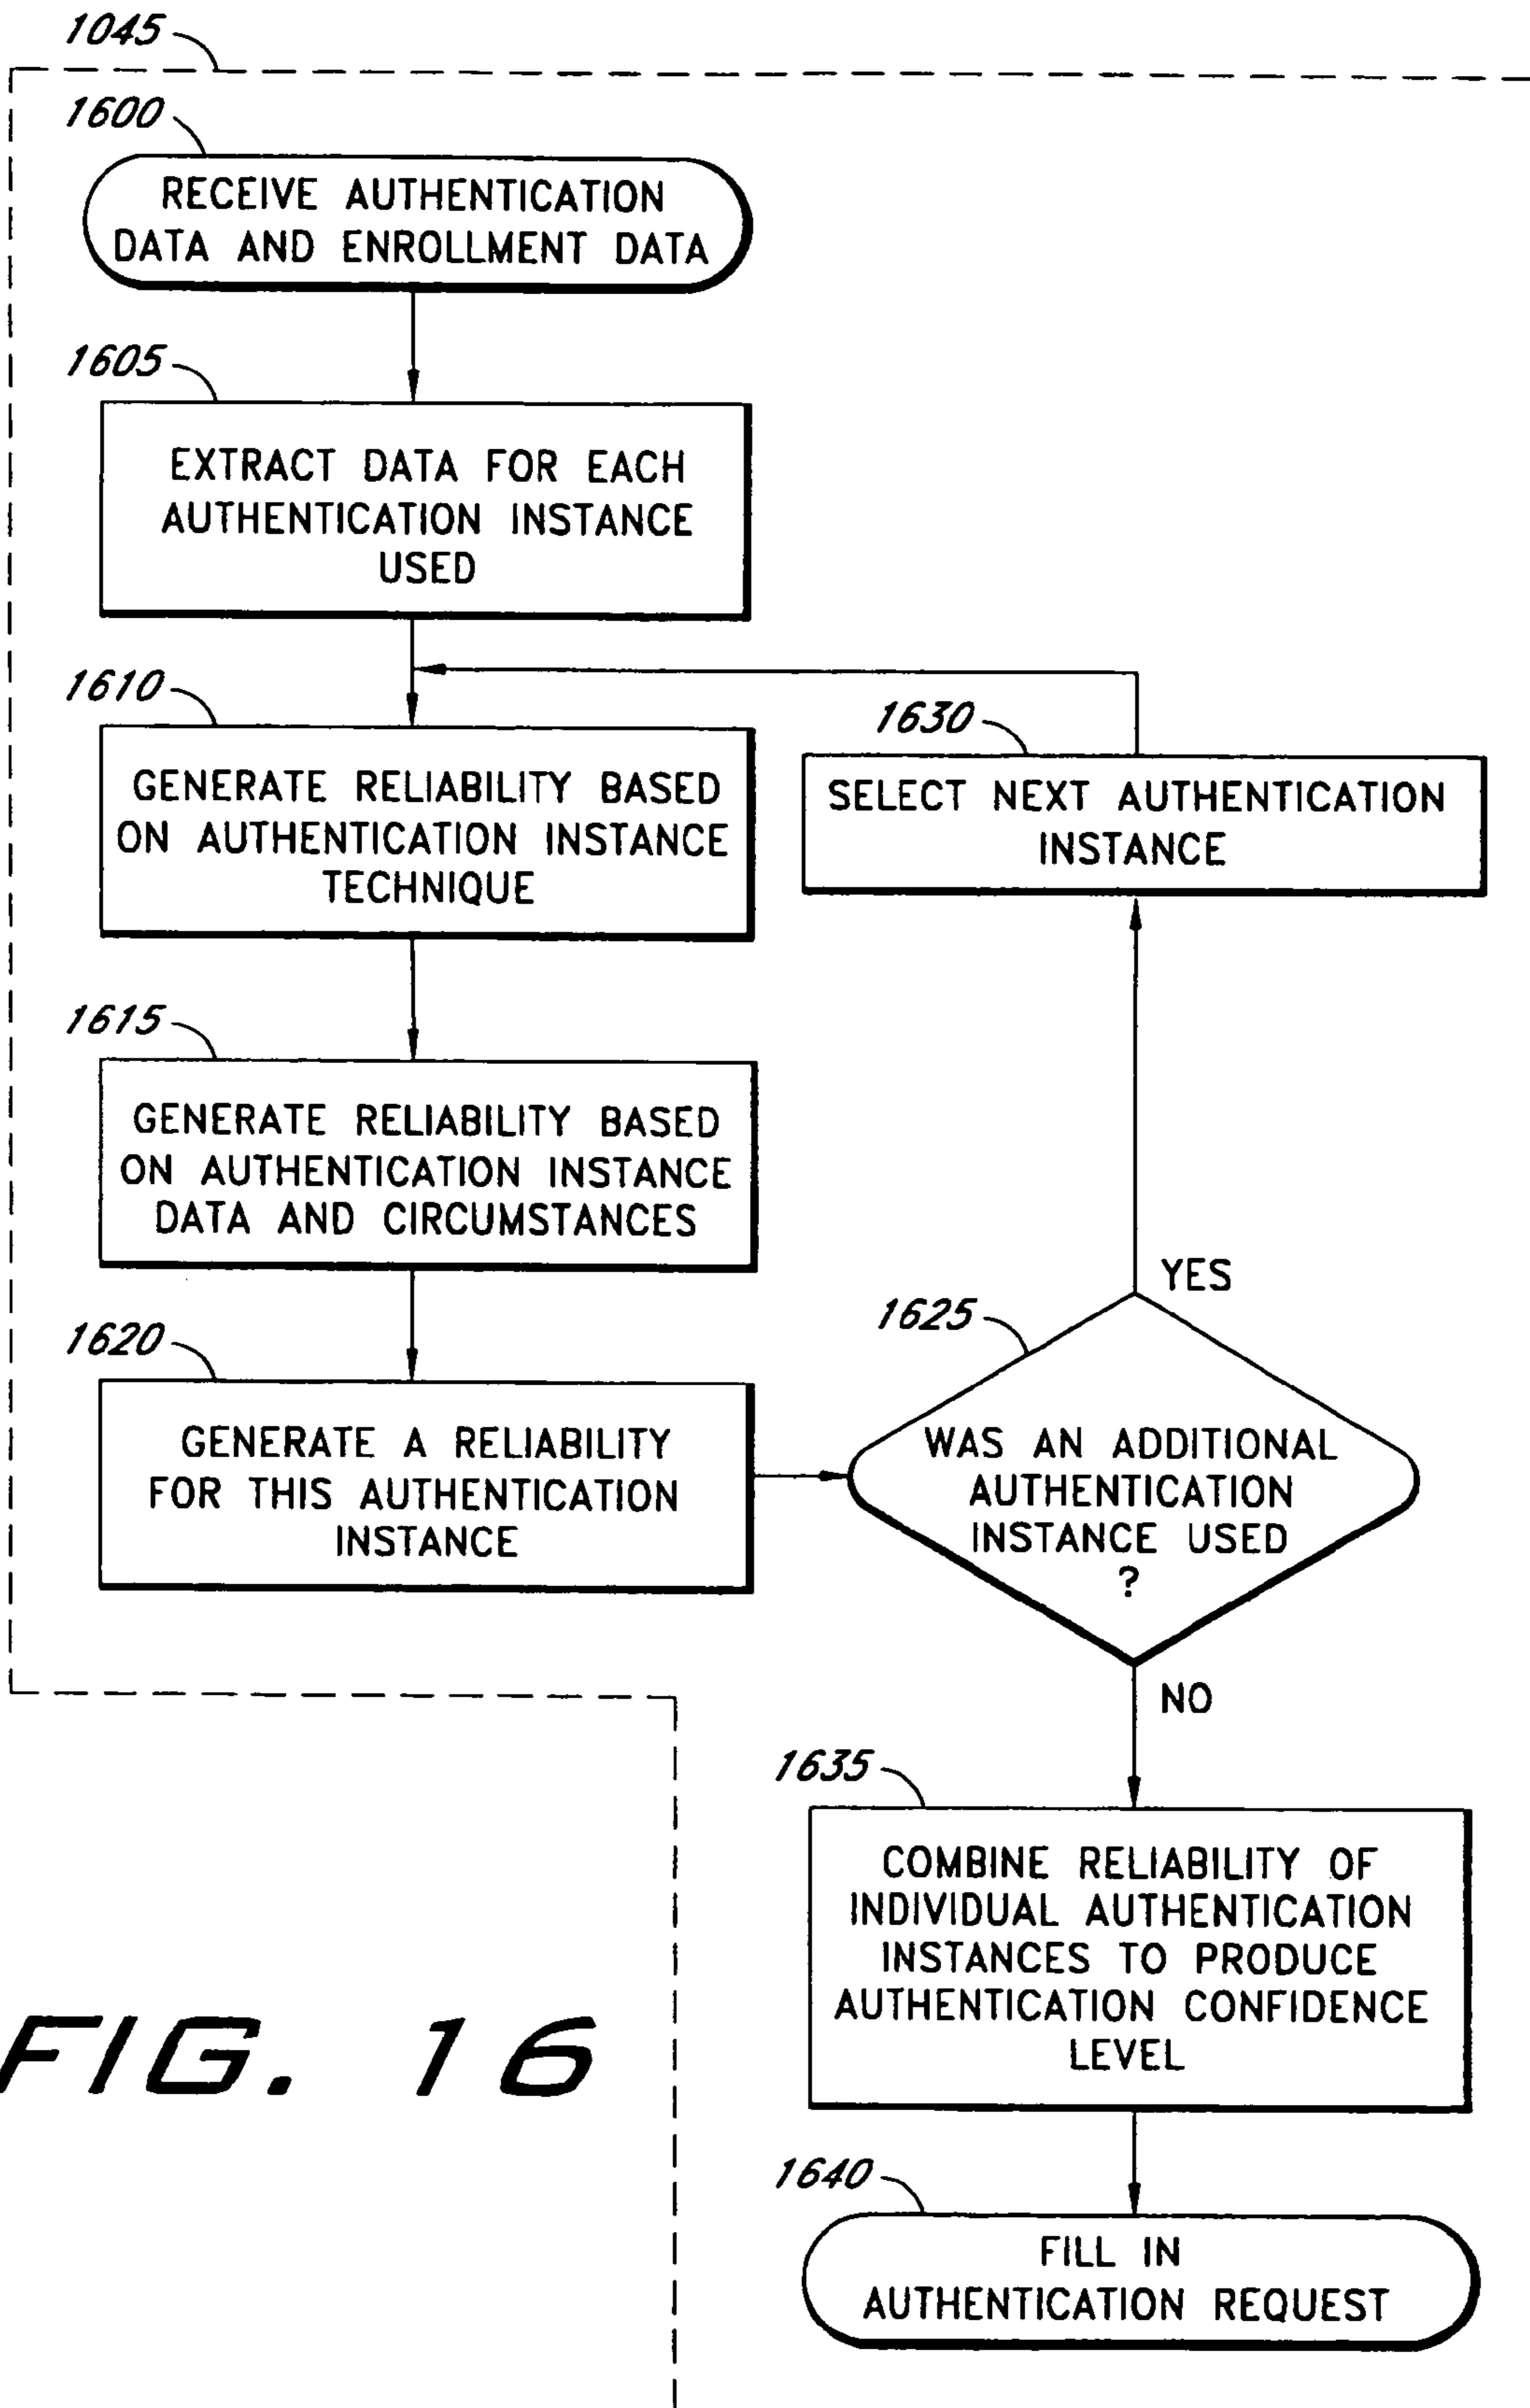 1045
1600
RECEIVE AUTHENTICATION
DATA AND ENROLLMENT DATA
1605
EXTRACT DATA FOR EACH
AUTHENTICATION INSTANCE
USED
1610
GENERATE RELIABILITY BASED
ON AUTHENTICATION INSTANCE
TECHNIQUE
1630
SELECT NEXT AUTHENTICATION
INSTANCE
1615
GENERATE RELIABILITY BASED
ON AUTHENTICATION INSTANCE
DATA AND CIRCUMSTANCES
YES
1620
GENERATE A RELIABILITY
FOR THIS AUTHENTICATION
INSTANCE
1625
WAS AN ADDITIONAL
AUTHENTICATION
INSTANCE USED
?
NO
1635
COMBINE RELIABILITY OF
INDIVIDUAL AUTHENTICATION
INSTANCES TO PRODUCE
AUTHENTICATION CONFIDENCE
LEVEL
1640
FILL IN
AUTHENTICATION REQUEST
FIG. 16